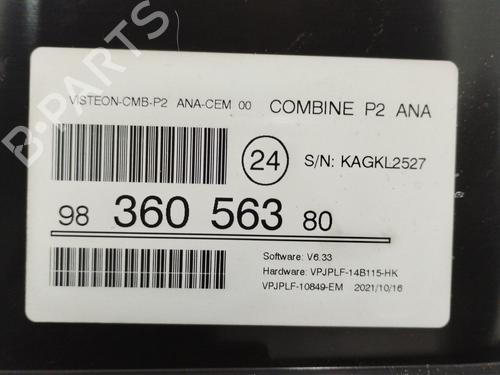 VISTEON-CMB-P2 ANA-CEM 00 COMBINE P2 ANA
24 S/N: KAGKL2527
98 360 563 80
Software: V6.33
Hardware: VPJPLF-14B115-HK
VPJPLF-10849-EM 2021/10/16
B-PARTS